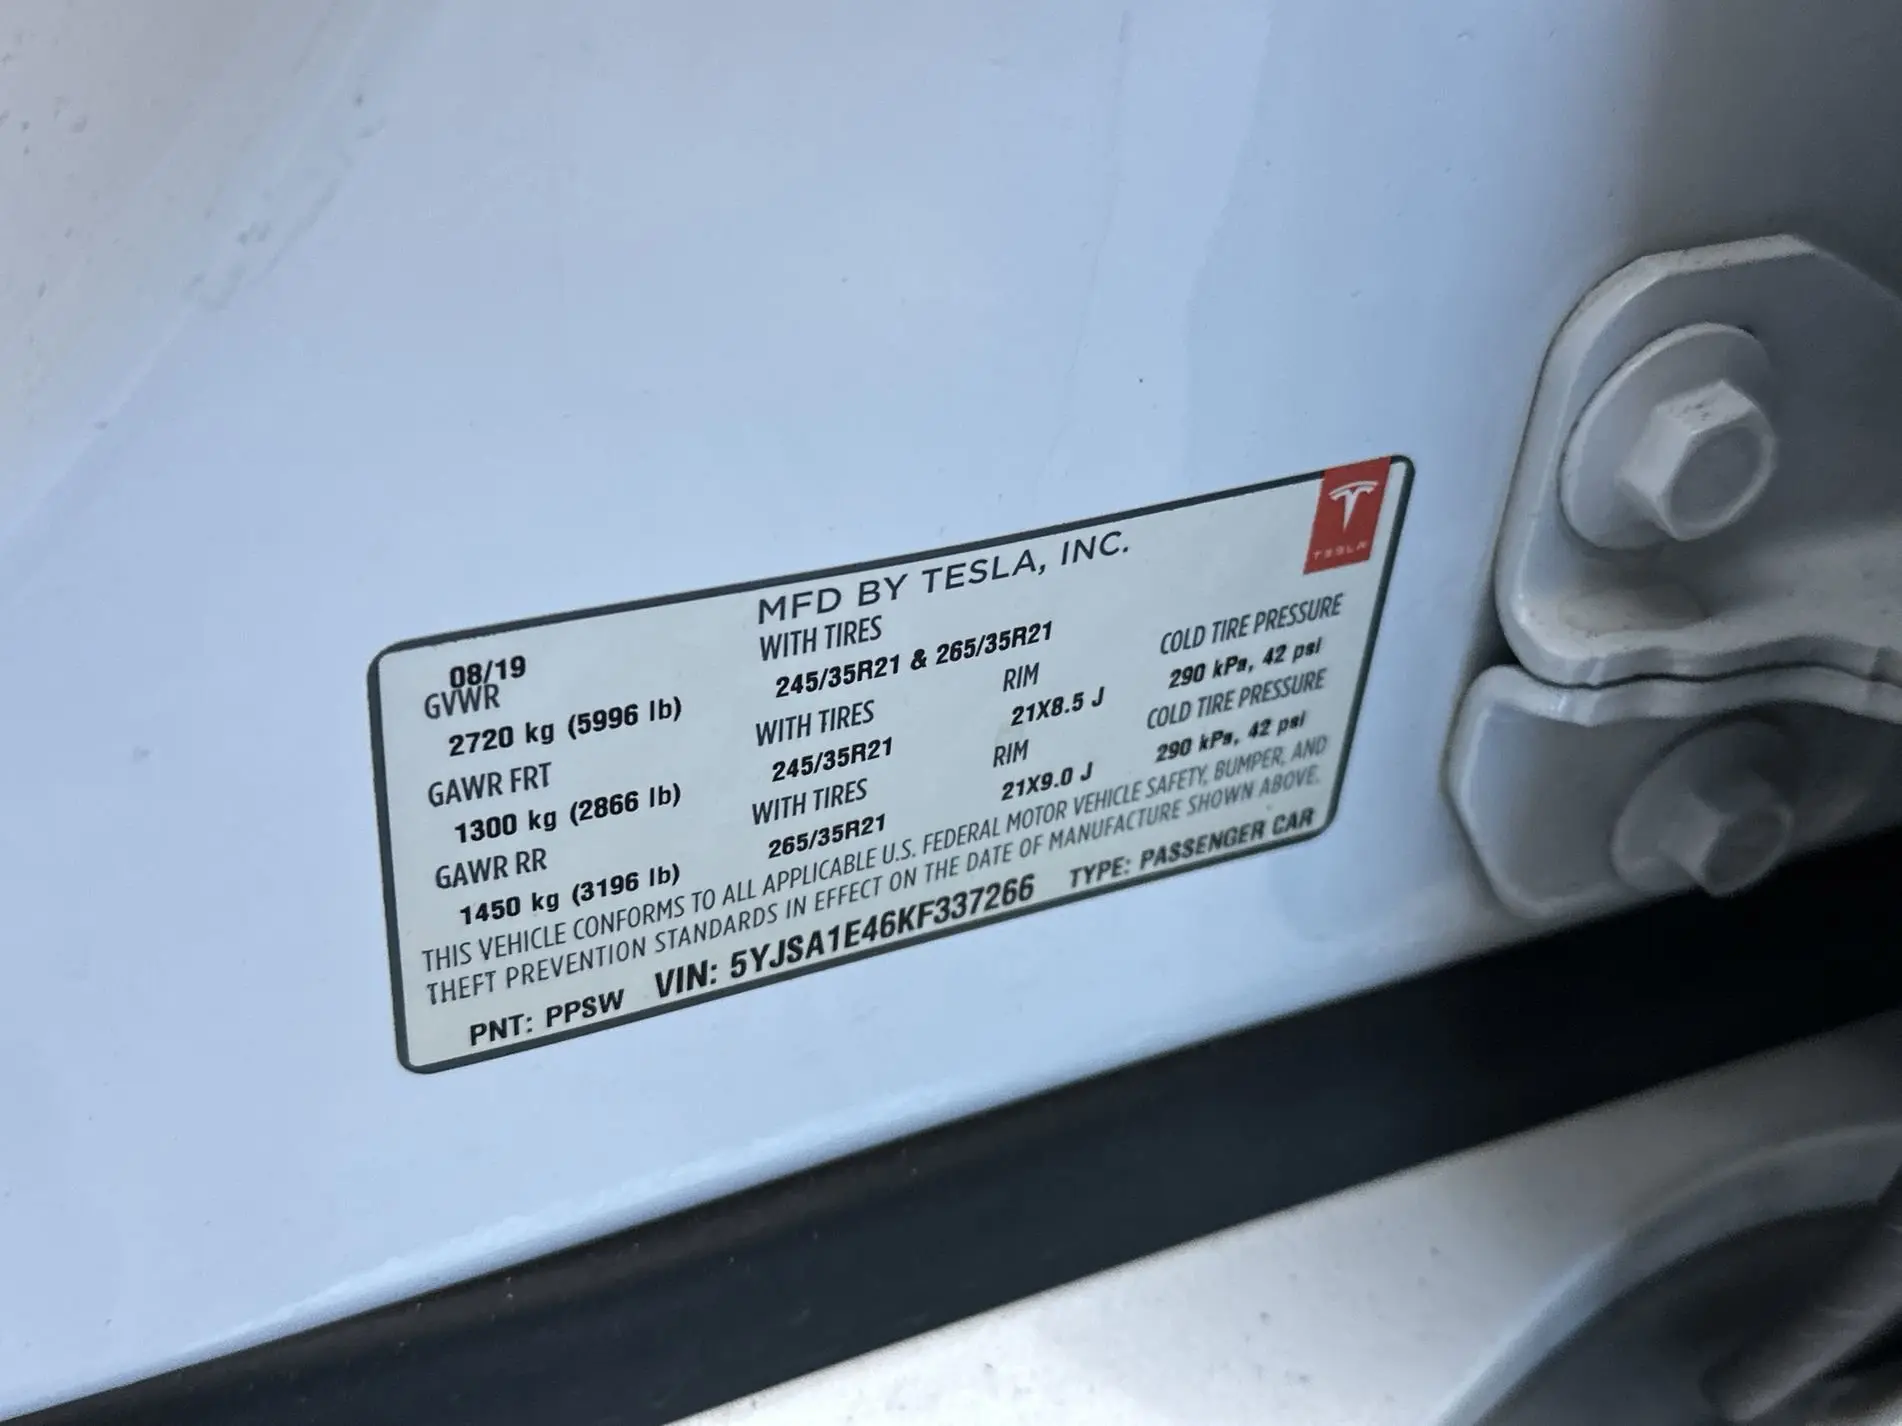 MFD BY TESLA, INC.
TESLA
08/19
GVWR
2720 kg (5996 lb)
WITH TIRES
245/35R21 & 265/35R21
GAWR FRT
1300 kg (2866 lb)
WITH TIRES
245/35R21
RIM
21X8.5 J
COLD TIRE PRESSURE
290 kPa, 42 psi
GAWR RR
1450 kg (3196 lb)
WITH TIRES
265/35R21
RIM
21X9.0 J
COLD TIRE PRESSURE
290 kPa, 42 psi
THIS VEHICLE CONFORMS TO ALL APPLICABLE U.S. FEDERAL MOTOR VEHICLE SAFETY, BUMPER, AND
THEFT PREVENTION STANDARDS IN EFFECT ON THE DATE OF MANUFACTURE SHOWN ABOVE.
PNT: PPSW VIN: 5YJSA1E46KF337266 TYPE: PASSENGER CAR